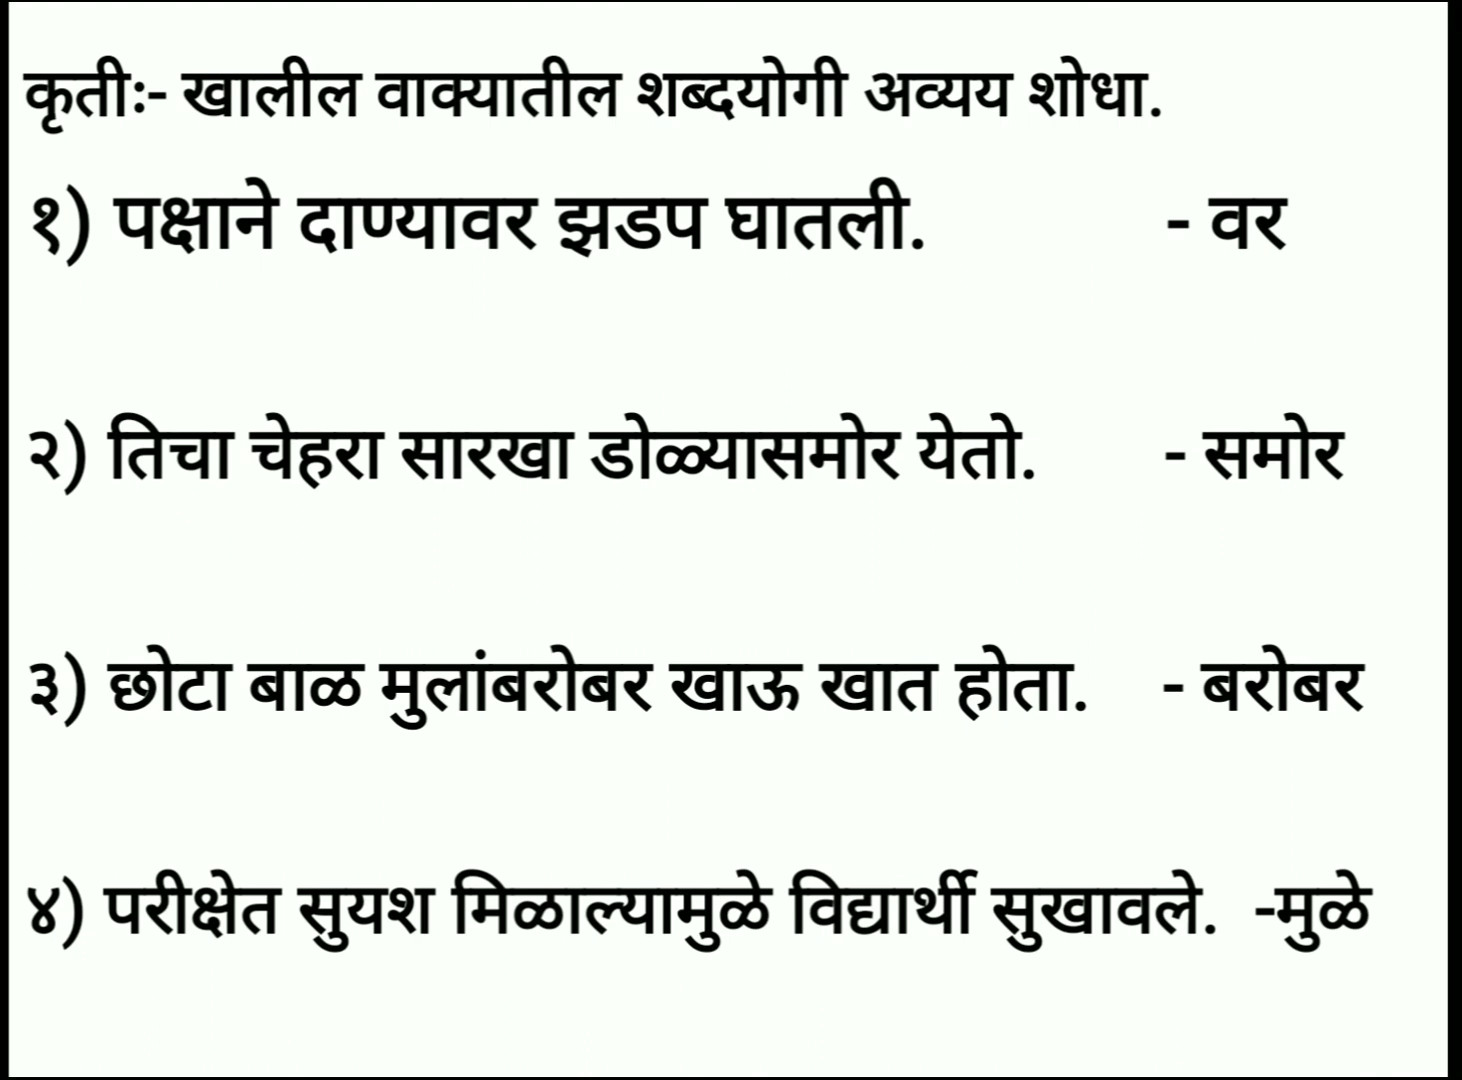 कृतीः- खालील वाक्यातील शब्दयोगी अव्यय शोधा.
१) पक्षाने दाण्यावर झडप घातली. - वर
२) तिचा चेहरा सारखा डोळ्यासमोर येतो. - समोर
३) छोटा बाळ मुलांबरोबर खाऊ खात होता. - बरोबर
४) परीक्षेत सुयश मिळाल्यामुळे विद्यार्थी सुखावले. -मुळे